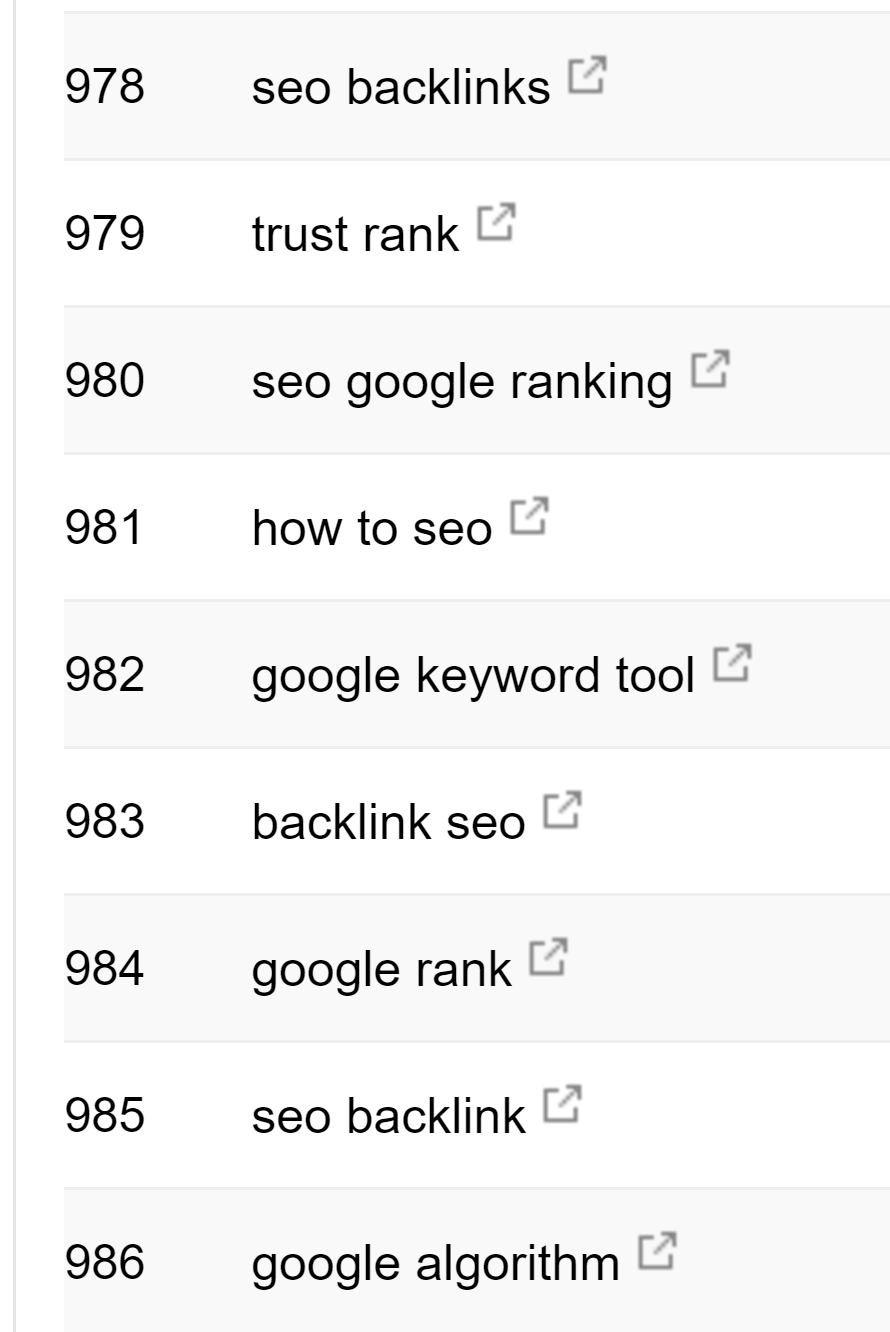 978 seo backlinks
979 trust rank
980 seo google ranking
981 how to seo
982 google keyword tool
983 backlink seo
984 google rank
985 seo backlink
986 google algorithm